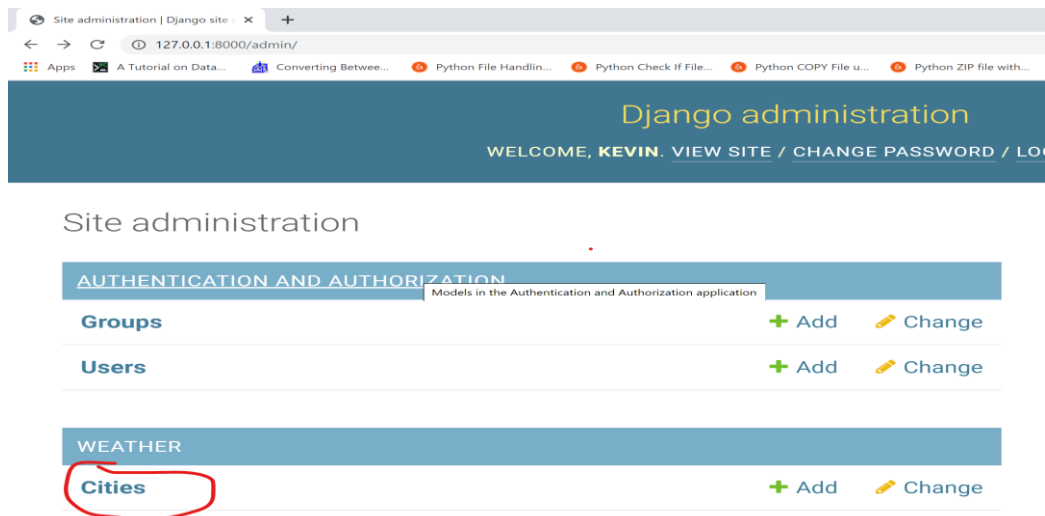 Site administration | Django site
127.0.0.1:8000/admin/
Apps A Tutorial on Data... Converting Betwee... Python File Handlin... Python Check If File... Python COPY File u... Python ZIP file with...
Django administration
WELCOME, KEVIN. VIEW SITE / CHANGE PASSWORD / LO
Site administration
AUTHENTICATION AND AUTHORIZATION
Models in the Authentication and Authorization application
Groups + Add Change
Users + Add Change
WEATHER
Cities + Add Change